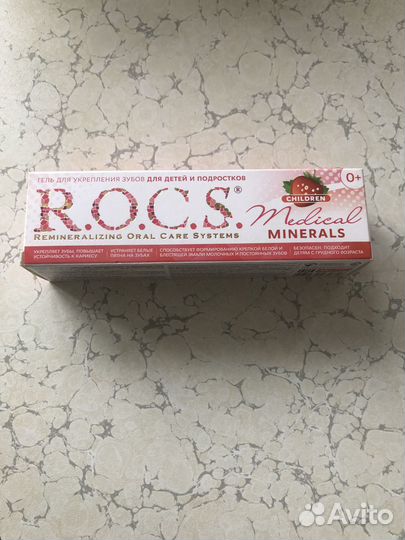 ГЕЛЬ ДЛЯ УКРЕПЛЕНИЯ ЗУБОВ ДЛЯ ДЕТЕЙ И ПОДРОСТКОВ
0+
CHILDREN
R.O.C.S.®
Medical
MINERALS
REMINERALIZING ORAL CARE SYSTEMS
УКРЕПЛЯЕТ ЗУБЫ, ПОВЫШАЕТ
УСТОЙЧИВОСТЬ К КАРИЕСУ
УСТРАНЯЕТ БЕЛЫЕ
ПЯТНА НА ЗУБАХ
СПОСОБСТВУЕТ ФОРМИРОВАНИЮ КРЕПКОЙ БЕЛОЙ И
БЛЕСТЯЩЕЙ ЭМАЛИ МОЛОЧНЫХ И ПОСТОЯННЫХ ЗУБОВ
БЕЗОПАСЕН, ПОДХОДИТ
ДЕТЯМ С ГРУДНОГО ВОЗРАСТА
Avito